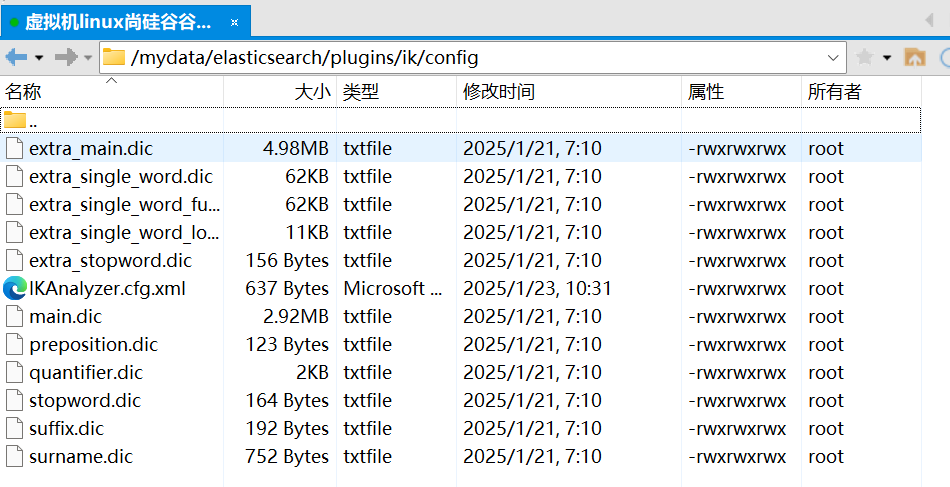 虚拟机linux尚硅谷谷... ×
/mydata/elasticsearch/plugins/ik/config
名称 大小 类型 修改时间 属性 所有者
..
extra_main.dic 4.98MB txtfile 2025/1/21, 7:10 -rwxrwxrwx root
extra_single_word.dic 62KB txtfile 2025/1/21, 7:10 -rwxrwxrwx root
extra_single_word_fu... 62KB txtfile 2025/1/21, 7:10 -rwxrwxrwx root
extra_single_word_lo... 11KB txtfile 2025/1/21, 7:10 -rwxrwxrwx root
extra_stopword.dic 156 Bytes txtfile 2025/1/21, 7:10 -rwxrwxrwx root
IKAnalyzer.cfg.xml 637 Bytes Microsoft ... 2025/1/23, 10:31 -rwxrwxrwx root
main.dic 2.92MB txtfile 2025/1/21, 7:10 -rwxrwxrwx root
preposition.dic 123 Bytes txtfile 2025/1/21, 7:10 -rwxrwxrwx root
quantifier.dic 2KB txtfile 2025/1/21, 7:10 -rwxrwxrwx root
stopword.dic 164 Bytes txtfile 2025/1/21, 7:10 -rwxrwxrwx root
suffix.dic 192 Bytes txtfile 2025/1/21, 7:10 -rwxrwxrwx root
surname.dic 752 Bytes txtfile 2025/1/21, 7:10 -rwxrwxrwx root